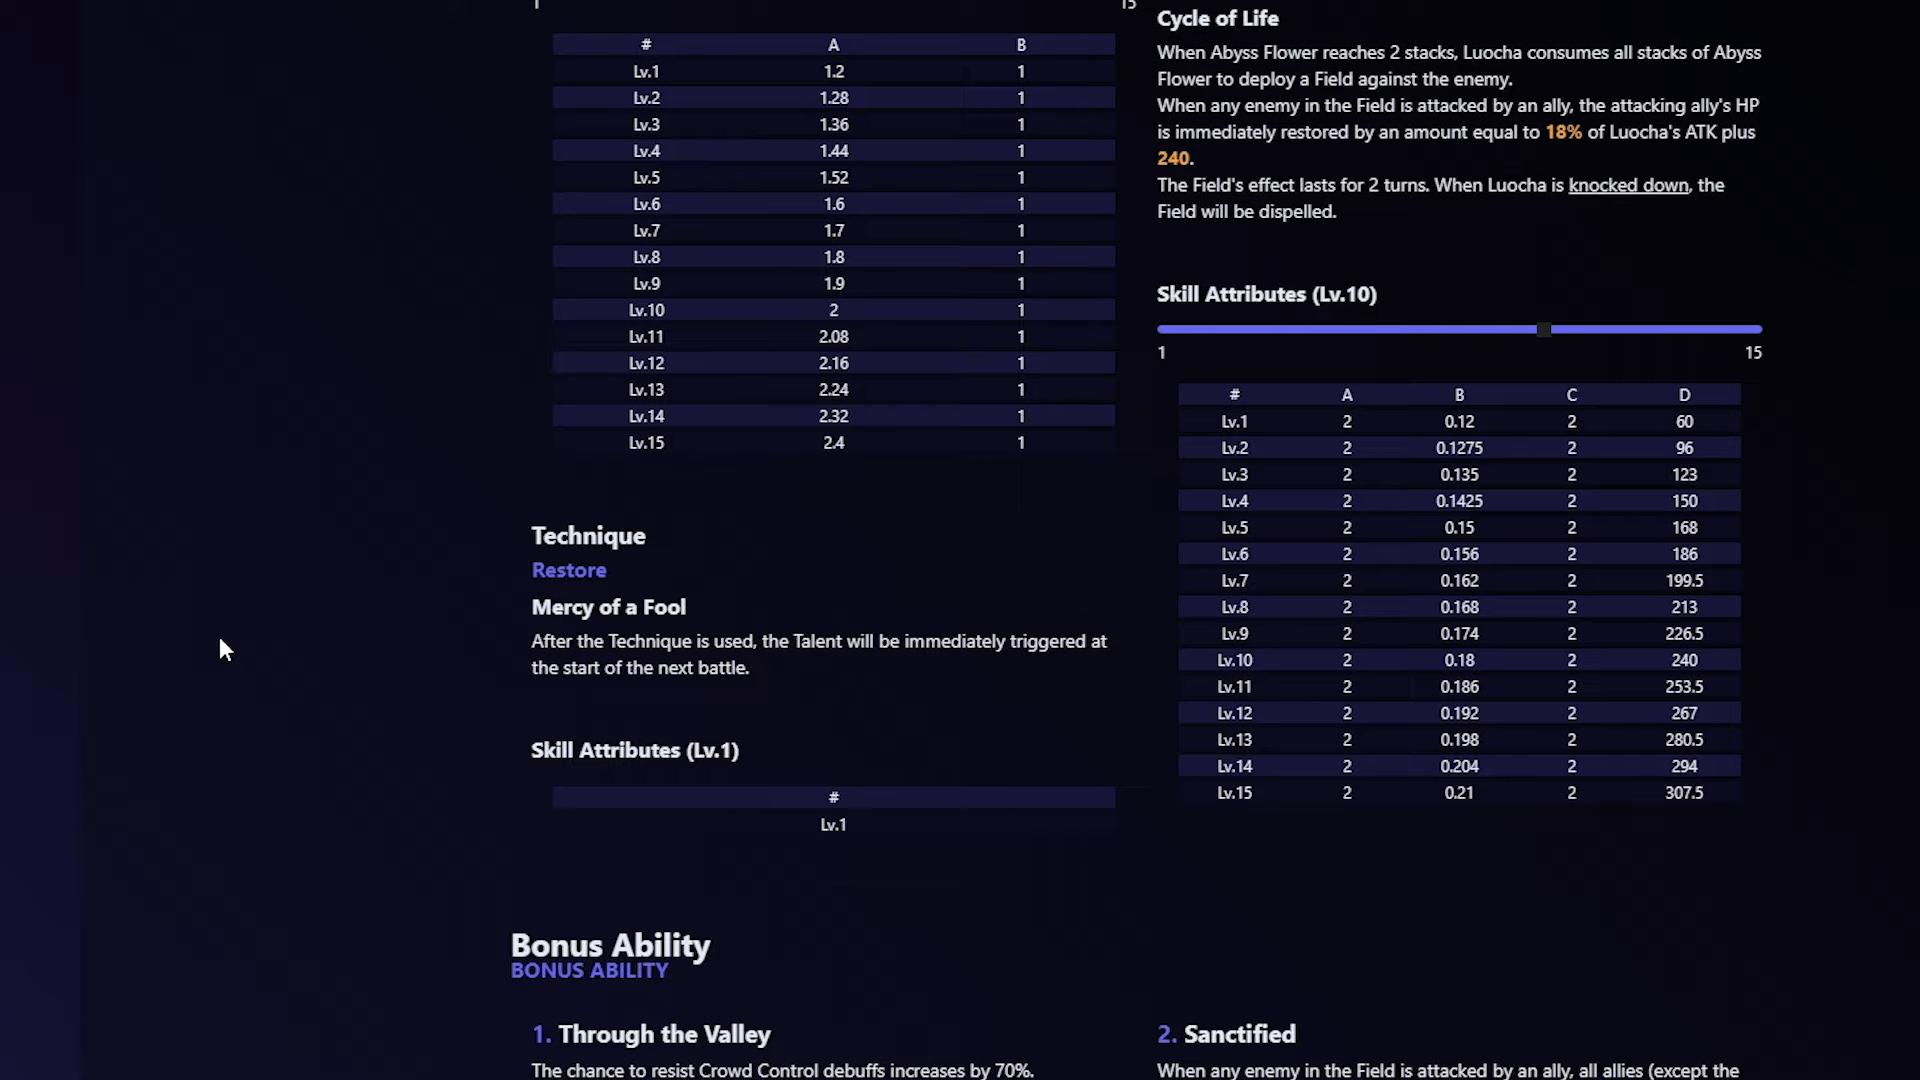 1 15
# A B
Lv.1 1.2 1
Lv.2 1.28 1
Lv.3 1.36 1
Lv.4 1.44 1
Lv.5 1.52 1
Lv.6 1.6 1
Lv.7 1.7 1
Lv.8 1.8 1
Lv.9 1.9 1
Lv.10 2 1
Lv.11 2.08 1
Lv.12 2.16 1
Lv.13 2.24 1
Lv.14 2.32 1
Lv.15 2.4 1
Technique
Restore
Mercy of a Fool
After the Technique is used, the Talent will be immediately triggered at
the start of the next battle.
Skill Attributes (Lv.1)
#
Lv.1
Cycle of Life
When Abyss Flower reaches 2 stacks, Luocha consumes all stacks of Abyss
Flower to deploy a Field against the enemy.
When any enemy in the Field is attacked by an ally, the attacking ally's HP
is immediately restored by an amount equal to 18% of Luocha's ATK plus
240.
The Field's effect lasts for 2 turns. When Luocha is knocked down, the
Field will be dispelled.
Skill Attributes (Lv.10)
1 15
# A B C D
Lv.1 2 0.12 2 60
Lv.2 2 0.1275 2 96
Lv.3 2 0.135 2 123
Lv.4 2 0.1425 2 150
Lv.5 2 0.15 2 168
Lv.6 2 0.156 2 186
Lv.7 2 0.162 2 199.5
Lv.8 2 0.168 2 213
Lv.9 2 0.174 2 226.5
Lv.10 2 0.18 2 240
Lv.11 2 0.186 2 253.5
Lv.12 2 0.192 2 267
Lv.13 2 0.198 2 280.5
Lv.14 2 0.204 2 294
Lv.15 2 0.21 2 307.5
Bonus Ability
BONUS ABILITY
1. Through the Valley
The chance to resist Crowd Control debuffs increases by 70%.
2. Sanctified
When any enemy in the Field is attacked by an ally, all allies (except the